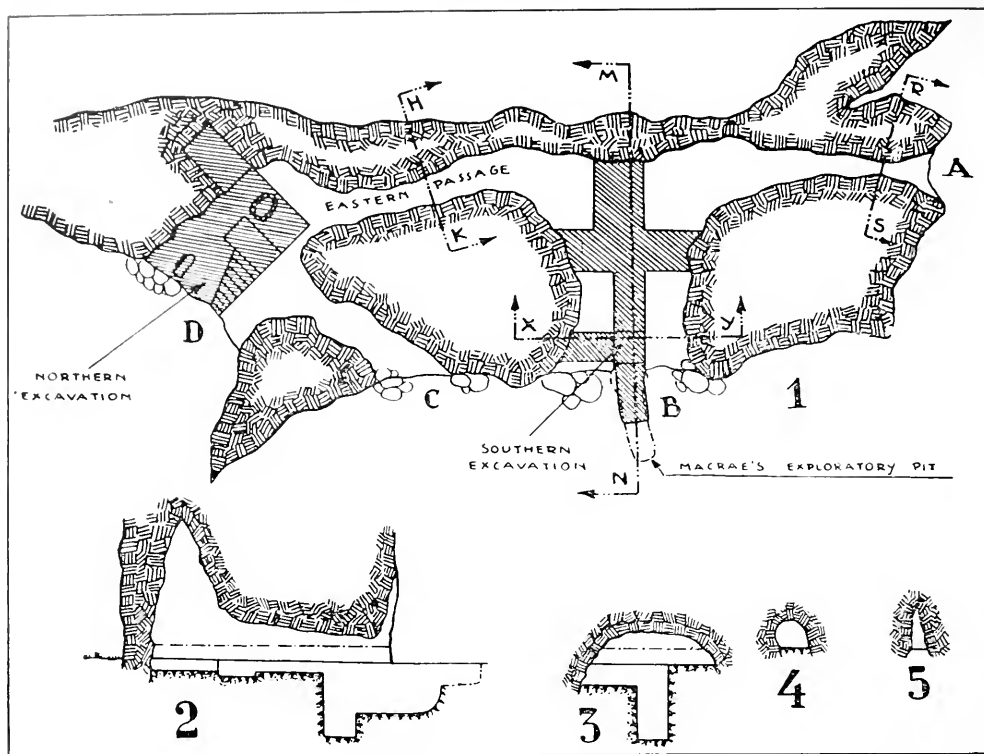 M
H
R
EASTERN PASSAGE
A
K
S
X
Y
D
NORTHERN
EXCAVATION
C
B
1
SOUTHERN
EXCAVATION
N
MACRAE'S EXPLORATORY PIT
2
3
4
5